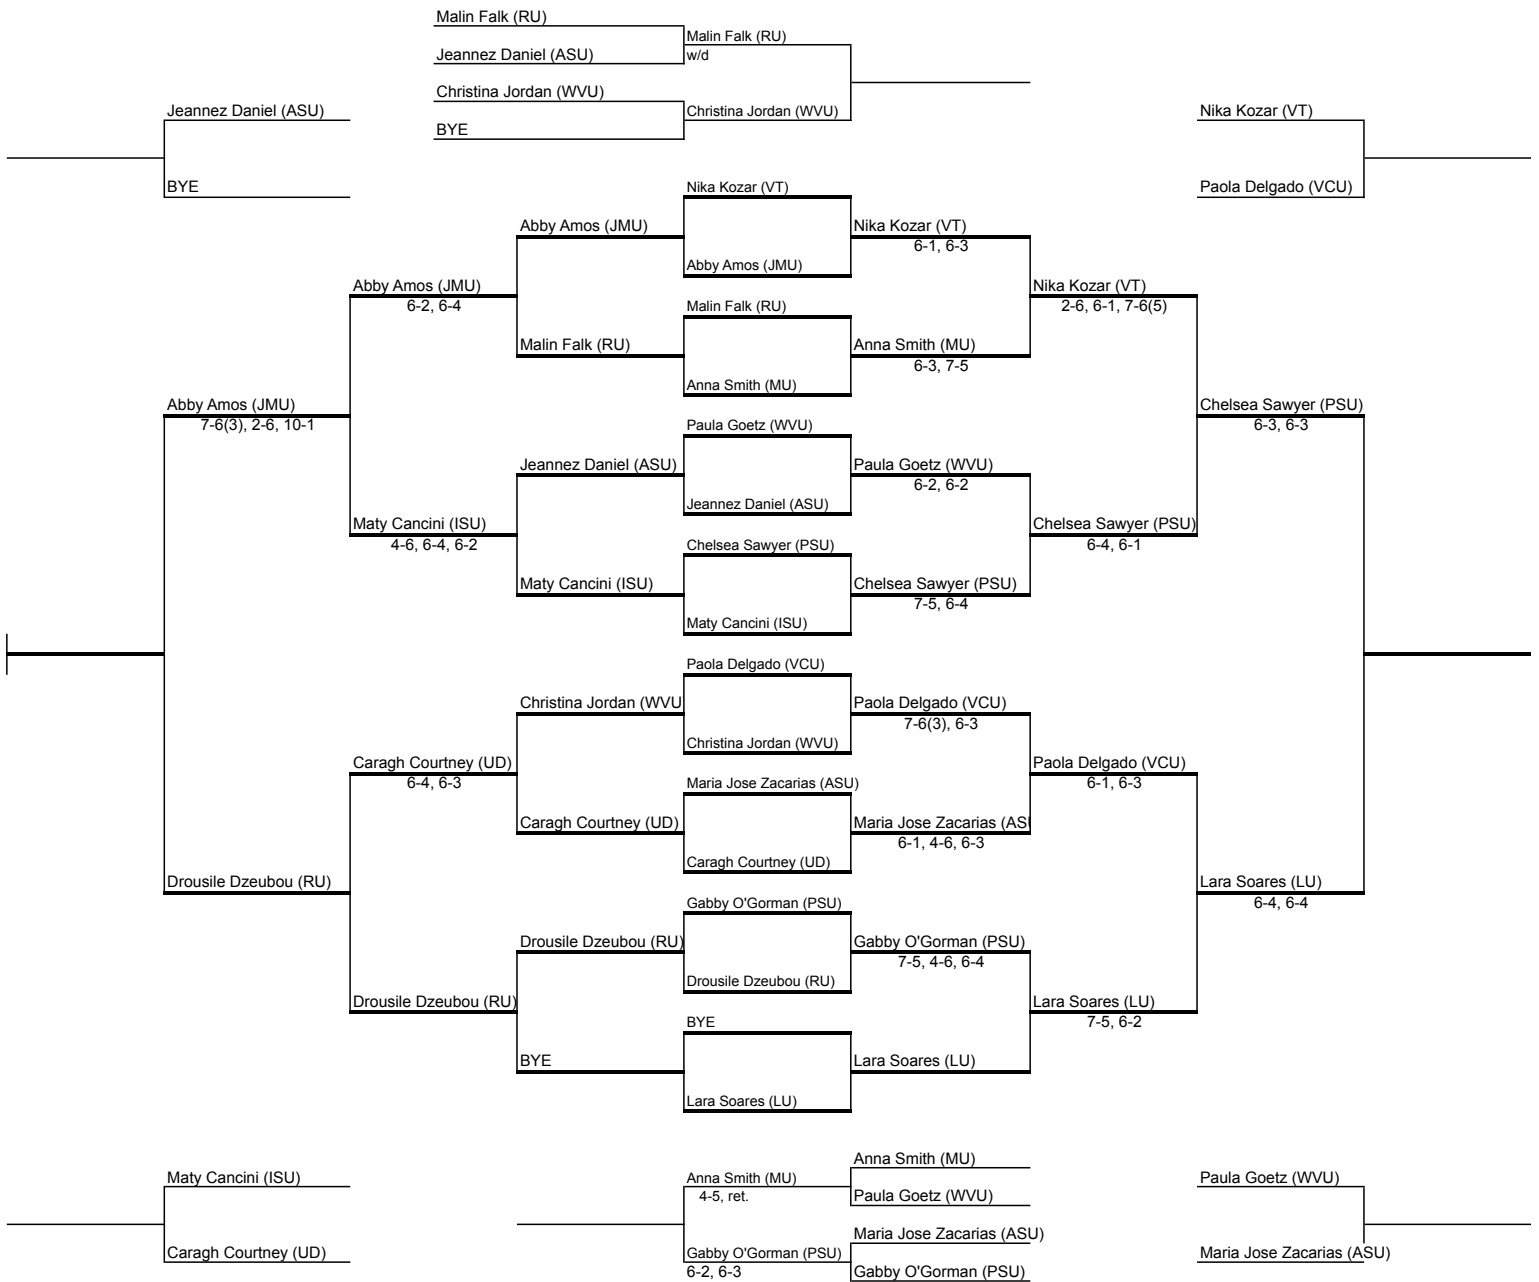 Malin Falk (RU)
Malin Falk (RU)
Jeannez Daniel (ASU)
w/d
Christina Jordan (WVU)
Jeannez Daniel (ASU)
Christina Jordan (WVU)
Nika Kozar (VT)
BYE
BYE
Nika Kozar (VT)
Paola Delgado (VCU)
Abby Amos (JMU)
Nika Kozar (VT)
6-1, 6-3
Abby Amos (JMU)
Abby Amos (JMU)
Nika Kozar (VT)
6-2, 6-4
Malin Falk (RU)
2-6, 6-1, 7-6(5)
Malin Falk (RU)
Anna Smith (MU)
6-3, 7-5
Anna Smith (MU)
Abby Amos (JMU)
Chelsea Sawyer (PSU)
7-6(3), 2-6, 10-1
Paula Goetz (WVU)
6-3, 6-3
Jeannez Daniel (ASU)
Paula Goetz (WVU)
6-2, 6-2
Jeannez Daniel (ASU)
Maty Cancini (ISU)
Chelsea Sawyer (PSU)
4-6, 6-4, 6-2
Chelsea Sawyer (PSU)
6-4, 6-1
Maty Cancini (ISU)
Chelsea Sawyer (PSU)
7-5, 6-4
Maty Cancini (ISU)
Paola Delgado (VCU)
Christina Jordan (WVU
Paola Delgado (VCU)
7-6(3), 6-3
Christina Jordan (WVU)
Caragh Courtney (UD)
Paola Delgado (VCU)
6-4, 6-3
Maria Jose Zacarias (ASU)
6-1, 6-3
Caragh Courtney (UD)
Maria Jose Zacarias (ASU
6-1, 4-6, 6-3
Caragh Courtney (UD)
Drousile Dzeubou (RU)
Lara Soares (LU)
Gabby O'Gorman (PSU)
6-4, 6-4
Drousile Dzeubou (RU)
Gabby O'Gorman (PSU)
7-5, 4-6, 6-4
Drousile Dzeubou (RU)
Drousile Dzeubou (RU)
Lara Soares (LU)
BYE
7-5, 6-2
BYE
Lara Soares (LU)
Lara Soares (LU)
Anna Smith (MU)
Maty Cancini (ISU)
Anna Smith (MU)
Paula Goetz (WVU)
4-5, ret.
Paula Goetz (WVU)
Maria Jose Zacarias (ASU)
Caragh Courtney (UD)
Gabby O'Gorman (PSU)
Maria Jose Zacarias (ASU)
6-2, 6-3
Gabby O'Gorman (PSU)